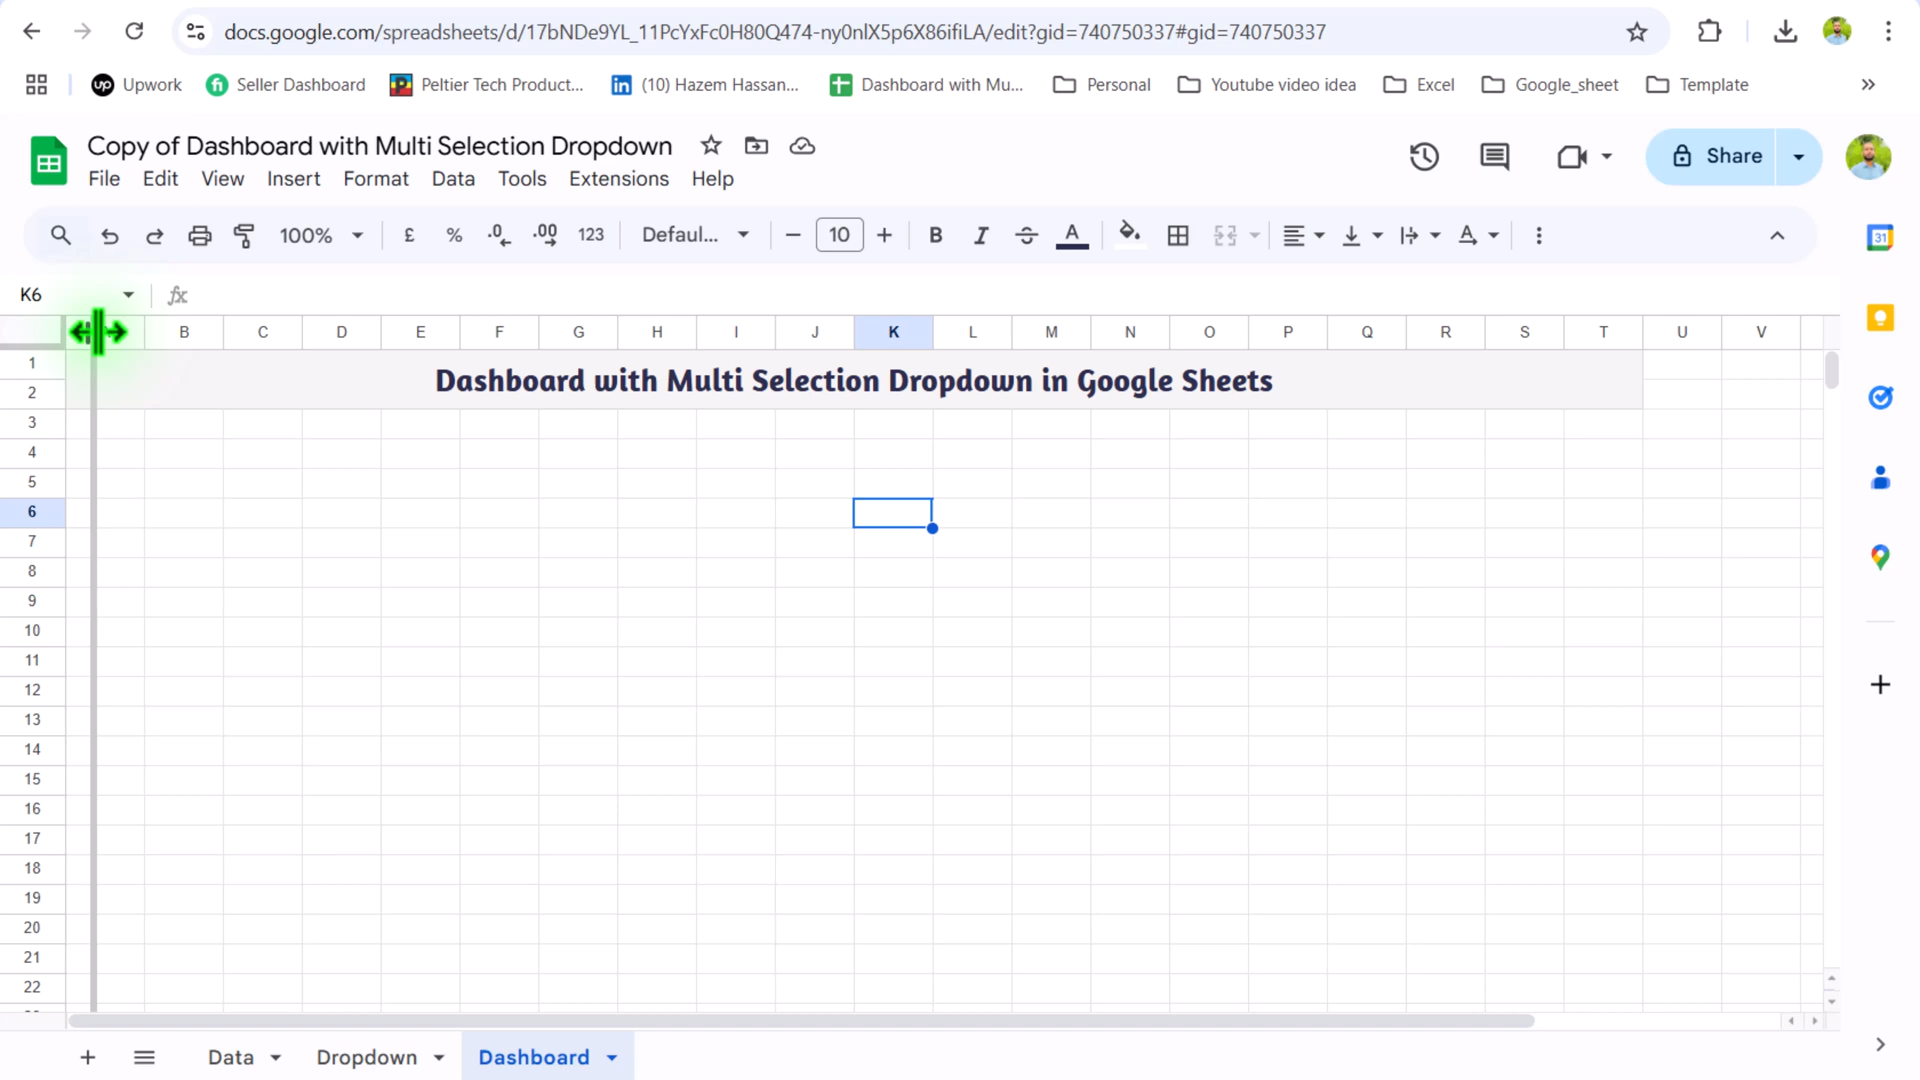 docs.google.com/spreadsheets/d/17bNDe9YL_11PcYxFc0H80Q474-ny0nlX5p6X86ifiLA/edit?gid=740750337#gid=740750337
up Upwork fi Seller Dashboard P Peltier Tech Product... in (10) Hazem Hassan... Dashboard with Mu... Personal Youtube video idea Excel Google_sheet Template
Copy of Dashboard with Multi Selection Dropdown
Share
File Edit View Insert Format Data Tools Extensions Help
100% £ % .0 .00 123 Defaul... 10 B I A A
31
K6 fx
B C D E F G H I J K L M N O P Q R S T U V
1
Dashboard with Multi Selection Dropdown in Google Sheets
2
3
4
5
6
7
8
9
10
11
12
13
14
15
16
17
18
19
20
21
22
Data Dropdown Dashboard